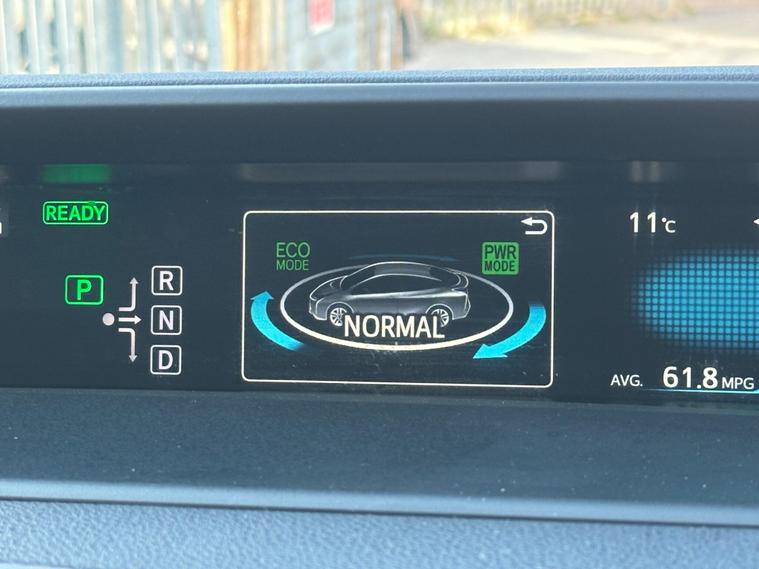 READY
P
R
N
D
ECO
MODE
PWR
MODE
NORMAL
11°C
AVG. 61.8 MPG